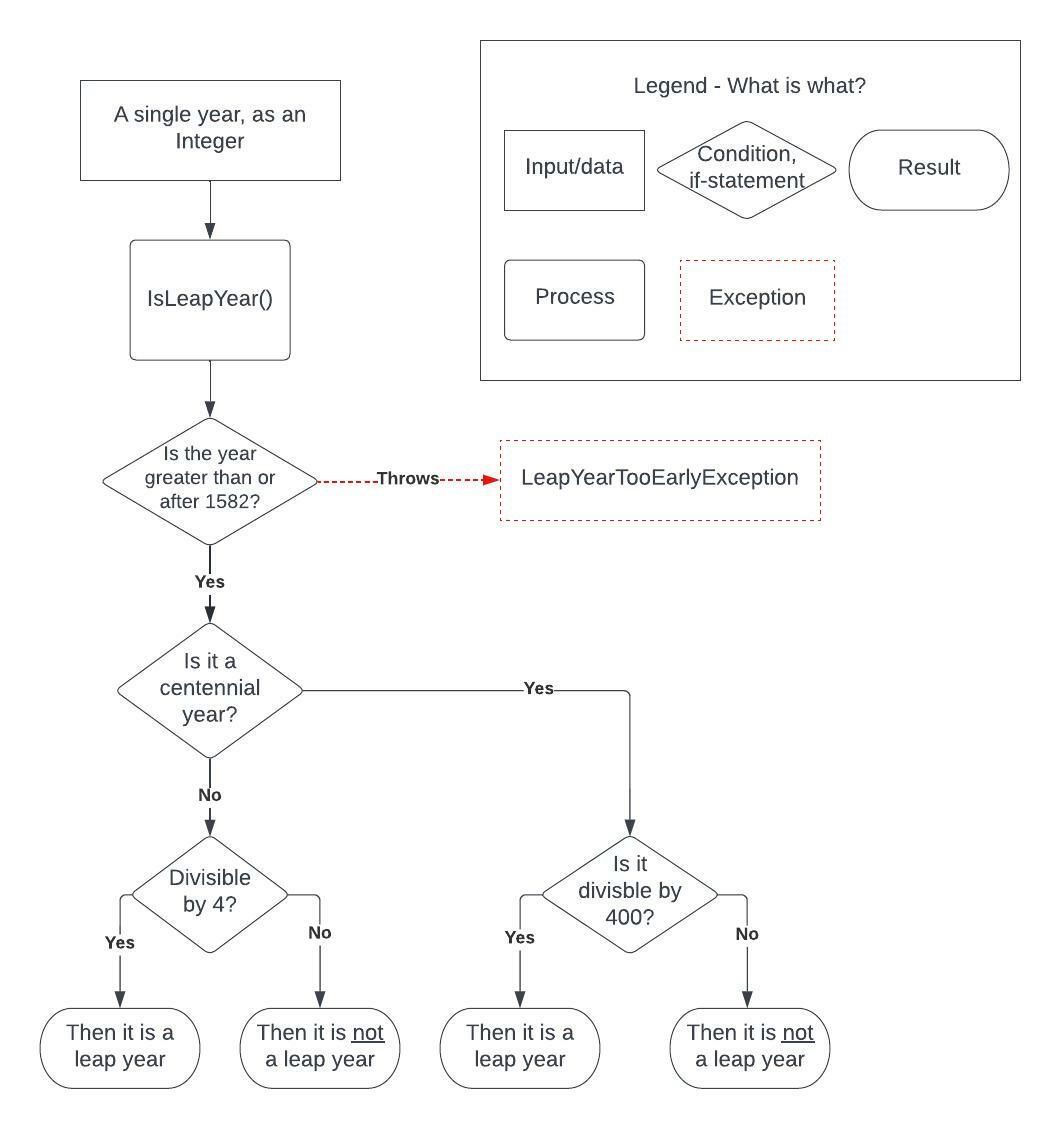 A single year, as an
Integer
Legend - What is what?
Input/data
Condition,
if-statement
Result
Process
Exception
IsLeapYear()
Is the year
greater than or
after 1582?
Throws
LeapYearTooEarlyException
Yes
Is it a
centennial
year?
Yes
No
Divisible
by 4?
Is it
divisble by
400?
Yes
No
Yes
No
Then it is a
leap year
Then it is not
a leap year
Then it is a
leap year
Then it is not
a leap year